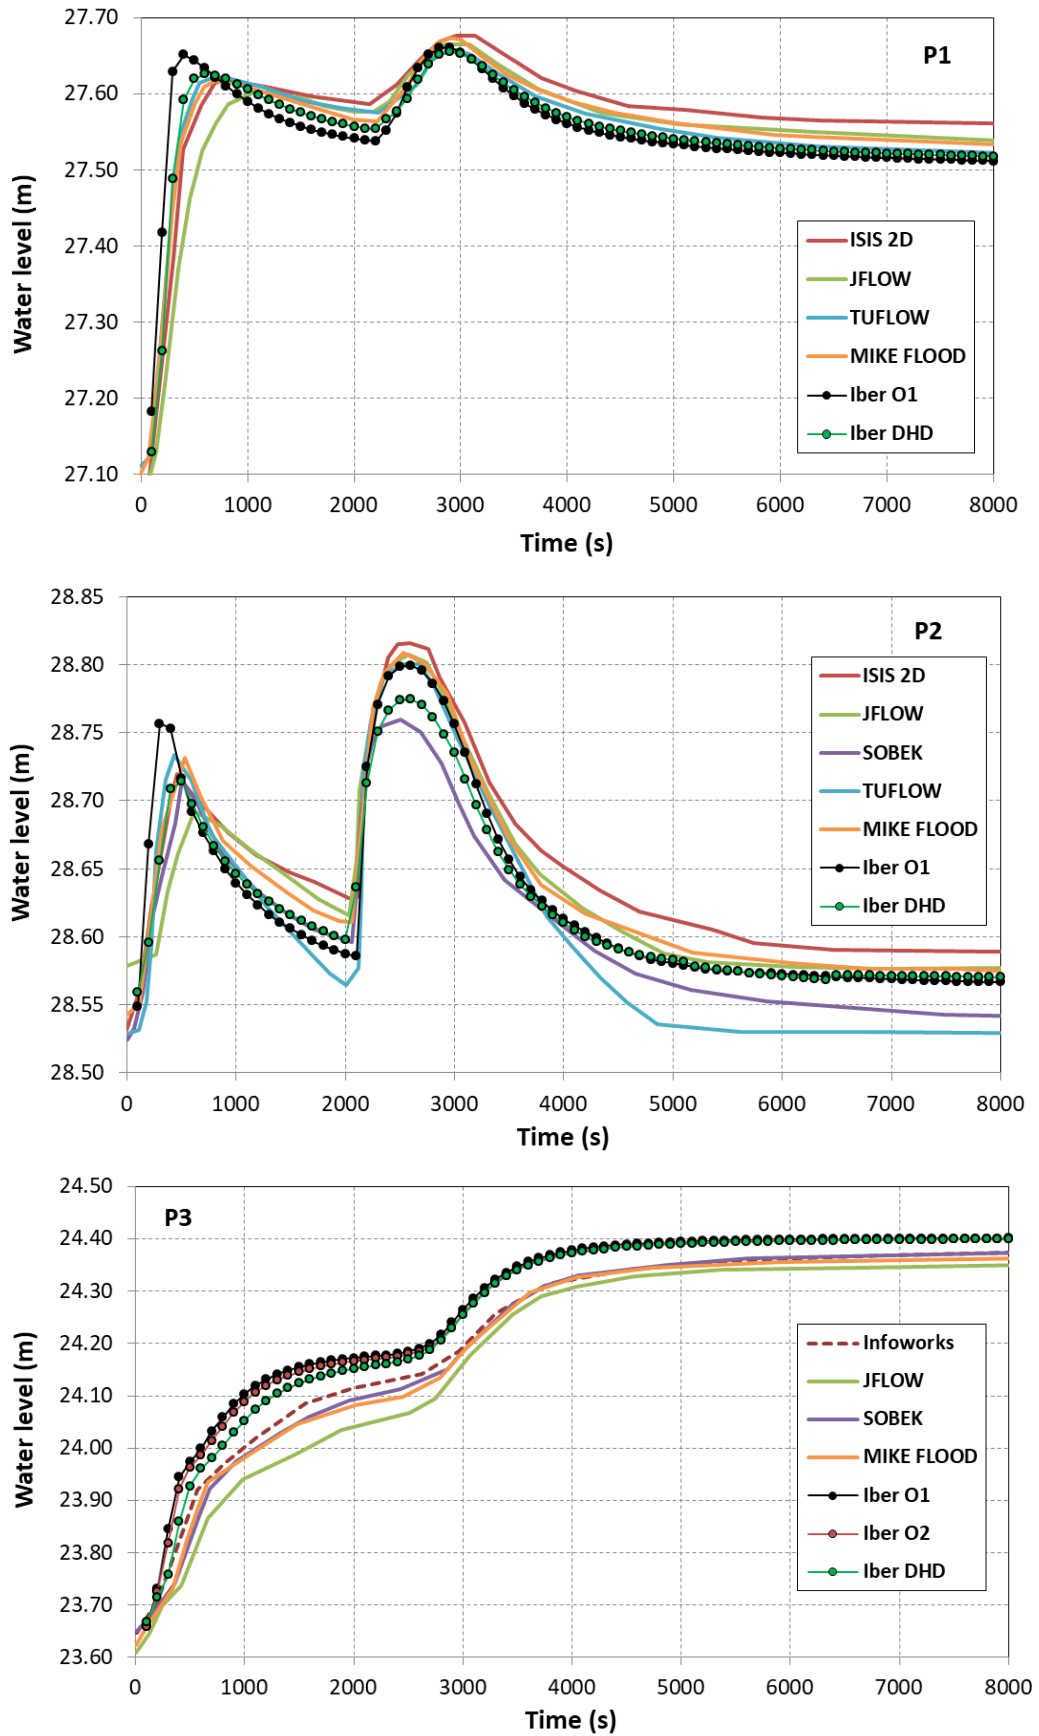 27.70
27.60
27.50
27.40
27.30
27.20
27.10
Water level (m)
P1
ISIS 2D
JFLOW
TUFLOW
MIKE FLOOD
Iber O1
Iber DHD
0 1000 2000 3000 4000 5000 6000 7000 8000
Time (s)
28.85
28.80
28.75
28.70
28.65
28.60
28.55
28.50
Water level (m)
P2
ISIS 2D
JFLOW
SOBEK
TUFLOW
MIKE FLOOD
Iber O1
Iber DHD
0 1000 2000 3000 4000 5000 6000 7000 8000
Time (s)
24.50
24.40
24.30
24.20
24.10
24.00
23.90
23.80
23.70
23.60
Water level (m)
P3
Infoworks
JFLOW
SOBEK
MIKE FLOOD
Iber O1
Iber O2
Iber DHD
0 1000 2000 3000 4000 5000 6000 7000 8000
Time (s)